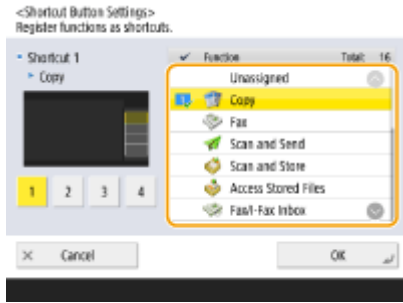 <Shortcut Button Settings>
Register functions as shortcuts.
Shortcut 1
Copy
✓ Function Total: 16
Unassigned
1 Copy
Fax
Scan and Send
Scan and Store
Access Stored Files
Fax/I-Fax Inbox
1 2 3 4
× Cancel
OK